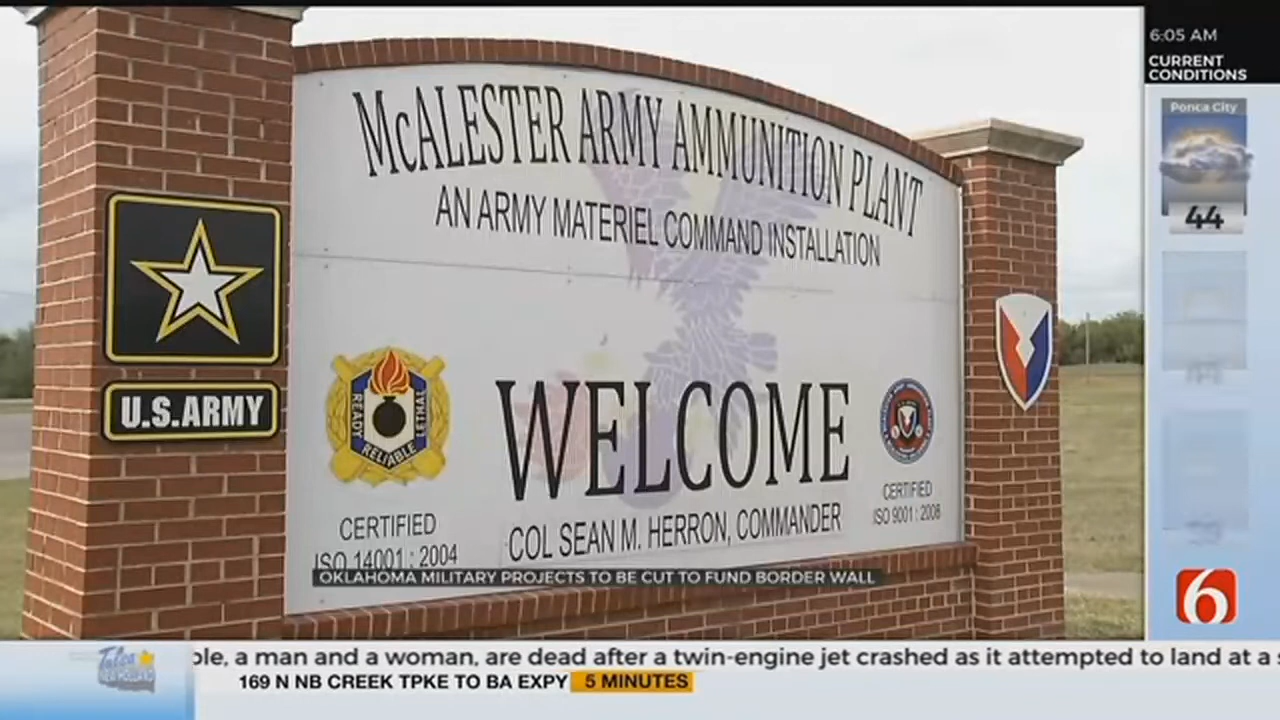 6:05 AM
CURRENT
CONDITIONS
Ponca City
44
McALESTER ARMY AMMUNITION PLANT
AN ARMY MATERIEL COMMAND INSTALLATION
U.S.ARMY
READY
RELIABLE
LETHAL
WELCOME
CERTIFIED
ISO 14001 : 2004
COL SEAN M. HERRON, COMMANDER
CERTIFIED
ISO 9001 : 2008
OKLAHOMA MILITARY PROJECTS TO BE CUT TO FUND BORDER WALL
6
Tulsa
NEW HOLLAND
ple, a man and a woman, are dead after a twin-engine jet crashed as it attempted to land at a s
169 N NB CREEK TPKE TO BA EXPY 5 MINUTES